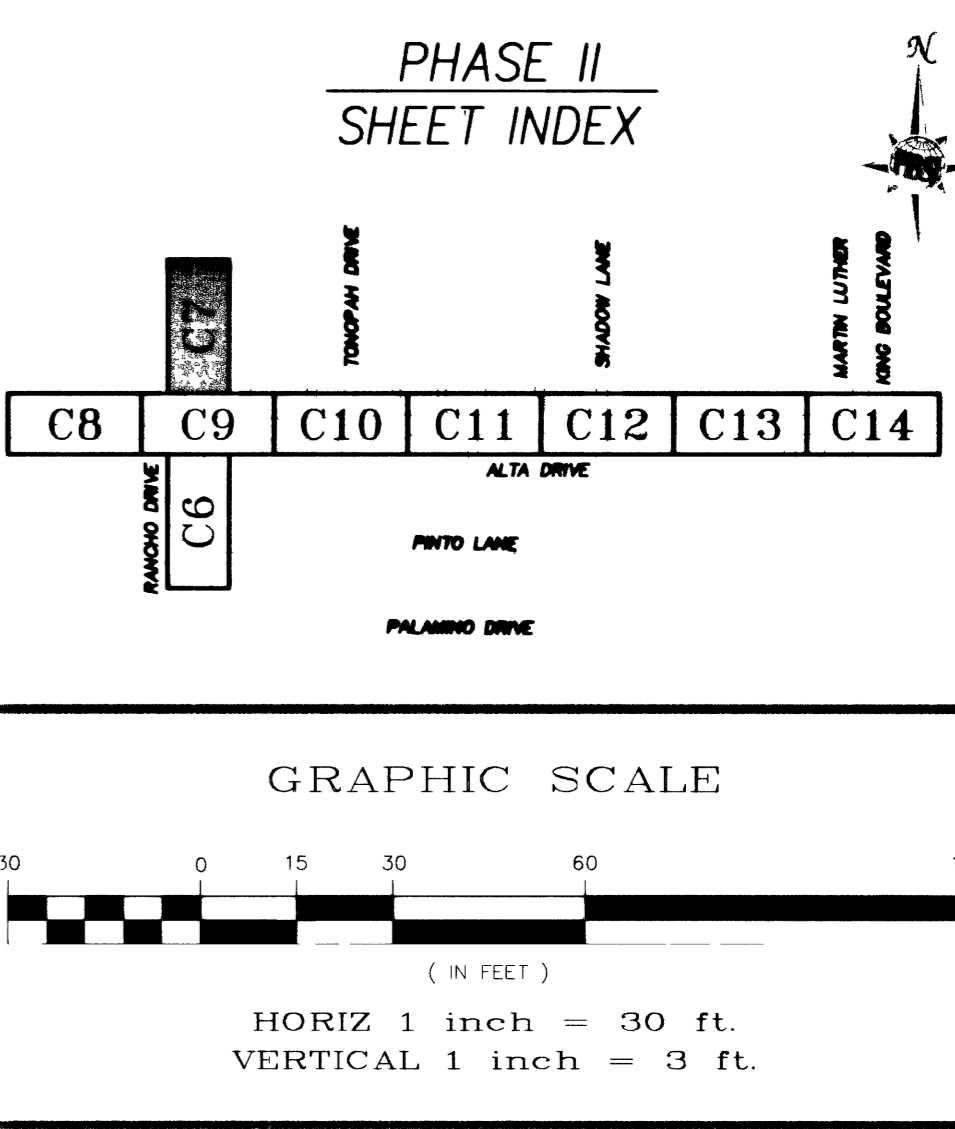 PHASE II
SHEET INDEX
N
TONOPAH DRIVE
SHADOW LANE
MARTIN LUTHER
KING BOULEVARD
C7
C8
C9
C10
C11
C12
C13
C14
RANCHO DRIVE
C6
ALTA DRIVE
PINTO LANE
PALAMINO DRIVE
GRAPHIC SCALE
30 0 15 30 60
( IN FEET )
HORIZ 1 inch = 30 ft.
VERTICAL 1 inch = 3 ft.